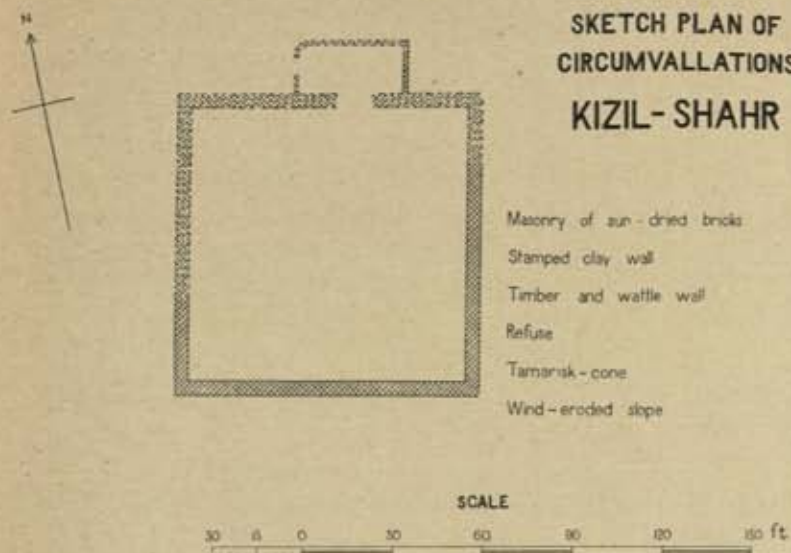 N
SKETCH PLAN OF
CIRCUMVALLATIONS
KIZIL-SHAHR
Masonry of sun-dried bricks
Stamped clay wall
Timber and wattle wall
Refuse
Tamarisk-cone
Wind-eroded slope
SCALE
30 15 0 30 60 90 120 150 ft